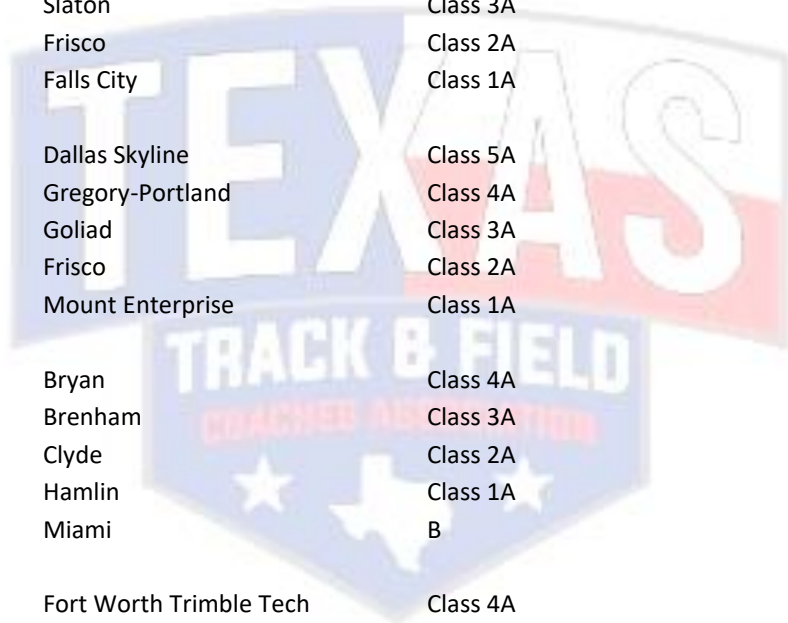 Slaton Class 3A
Frisco Class 2A
Falls City Class 1A
Dallas Skyline Class 5A
Gregory-Portland Class 4A
Goliad Class 3A
Frisco Class 2A
Mount Enterprise Class 1A
Bryan Class 4A
Brenham Class 3A
Clyde Class 2A
Hamlin Class 1A
Miami B
Fort Worth Trimble Tech Class 4A
TEXAS
TRACK & FIELD
COACHES ASSOCIATION